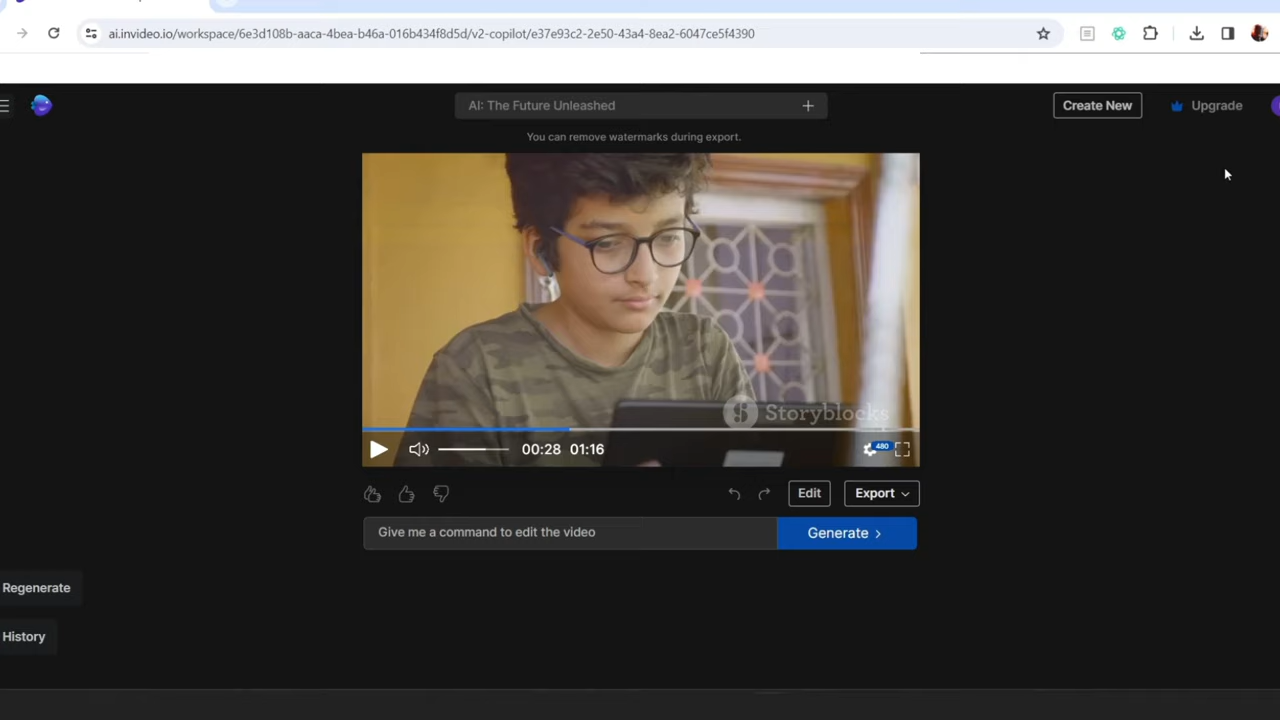 ai.invideo.io/workspace/6e3d108b-aaca-4bea-b46a-016b434f8d5d/v2-copilot/e37e93c2-2e50-43a4-8ea2-6047ce5f4390
AI: The Future Unleashed
Create New
Upgrade
You can remove watermarks during export.
Storyblocks
00:28 01:16
480
Edit
Export
Give me a command to edit the video
Generate
Regenerate
History